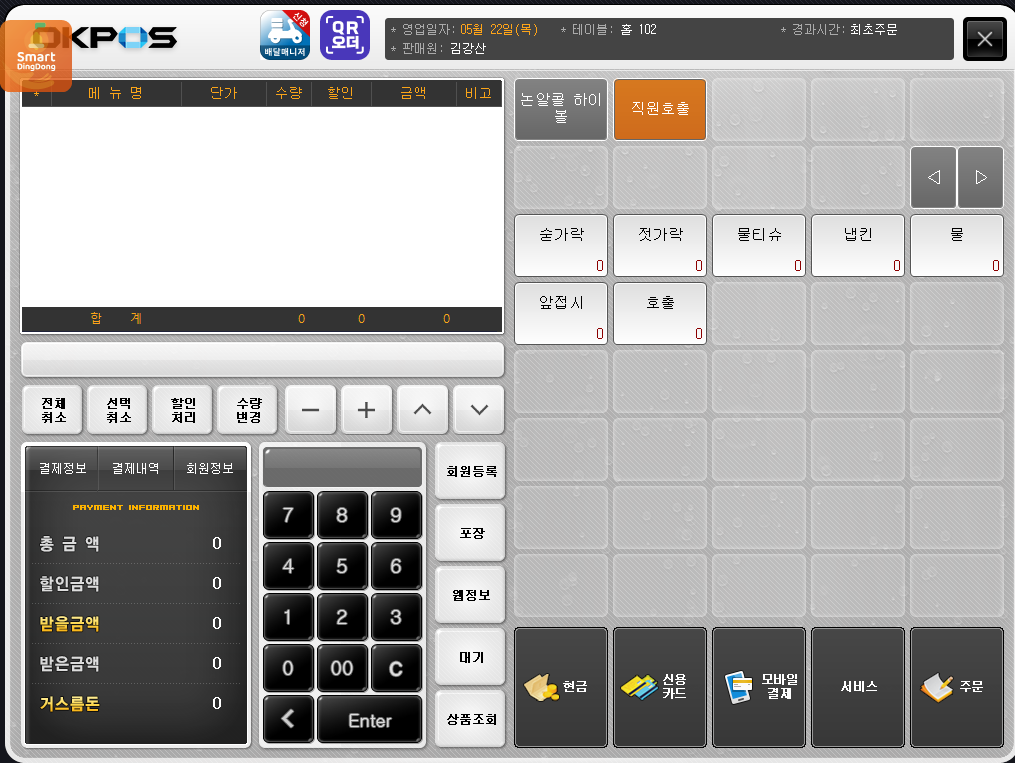 OKPOS
Smart
DingDong
신청
배달매니저
QR
오더
* 영업일자: 05월 22일(목) * 테이블: 홀 102 * 경과시간: 최초주문
* 판매원: 김강산
* 메 뉴 명 단가 수량 할인 금액 비고
합 계 0 0 0
전체
취소
선택
취소
할인
처리
수량
변경
결제정보 결제내역 회원정보
PAYMENT INFORMATION
총 금 액 0
할인금액 0
받을금액 0
받은금액 0
거스름돈 0
7 8 9
4 5 6
1 2 3
0 00 C
Enter
회원등록
포장
웹정보
대기
상품조회
논알콜 하이
볼
직원호출
숟가락 0
젓가락 0
물티슈 0
냅킨 0
물 0
앞접시 0
호출 0
현금
신용
카드
모바일
결제
서비스
주문